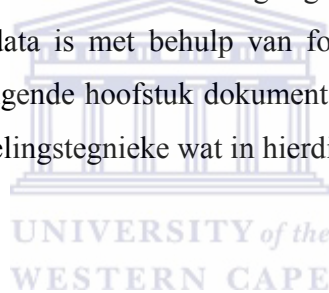 data is met behulp van fo
gende hoofstuk dokument
elingstegnieke wat in hierdi
UNIVERSITY of the
WESTERN CAPE